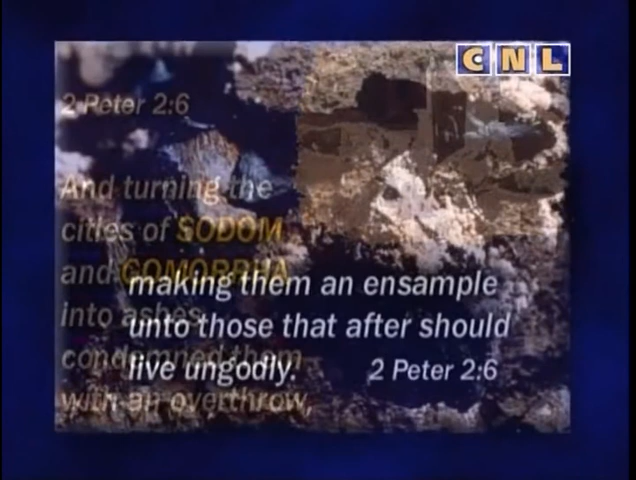 CNL
2 Peter 2:6
And turning the
cities of SODOM
and GOMORRHA
into ashes
condemned them
with an overthrow,
making them an ensample
unto those that after should
live ungodly.
2 Peter 2:6